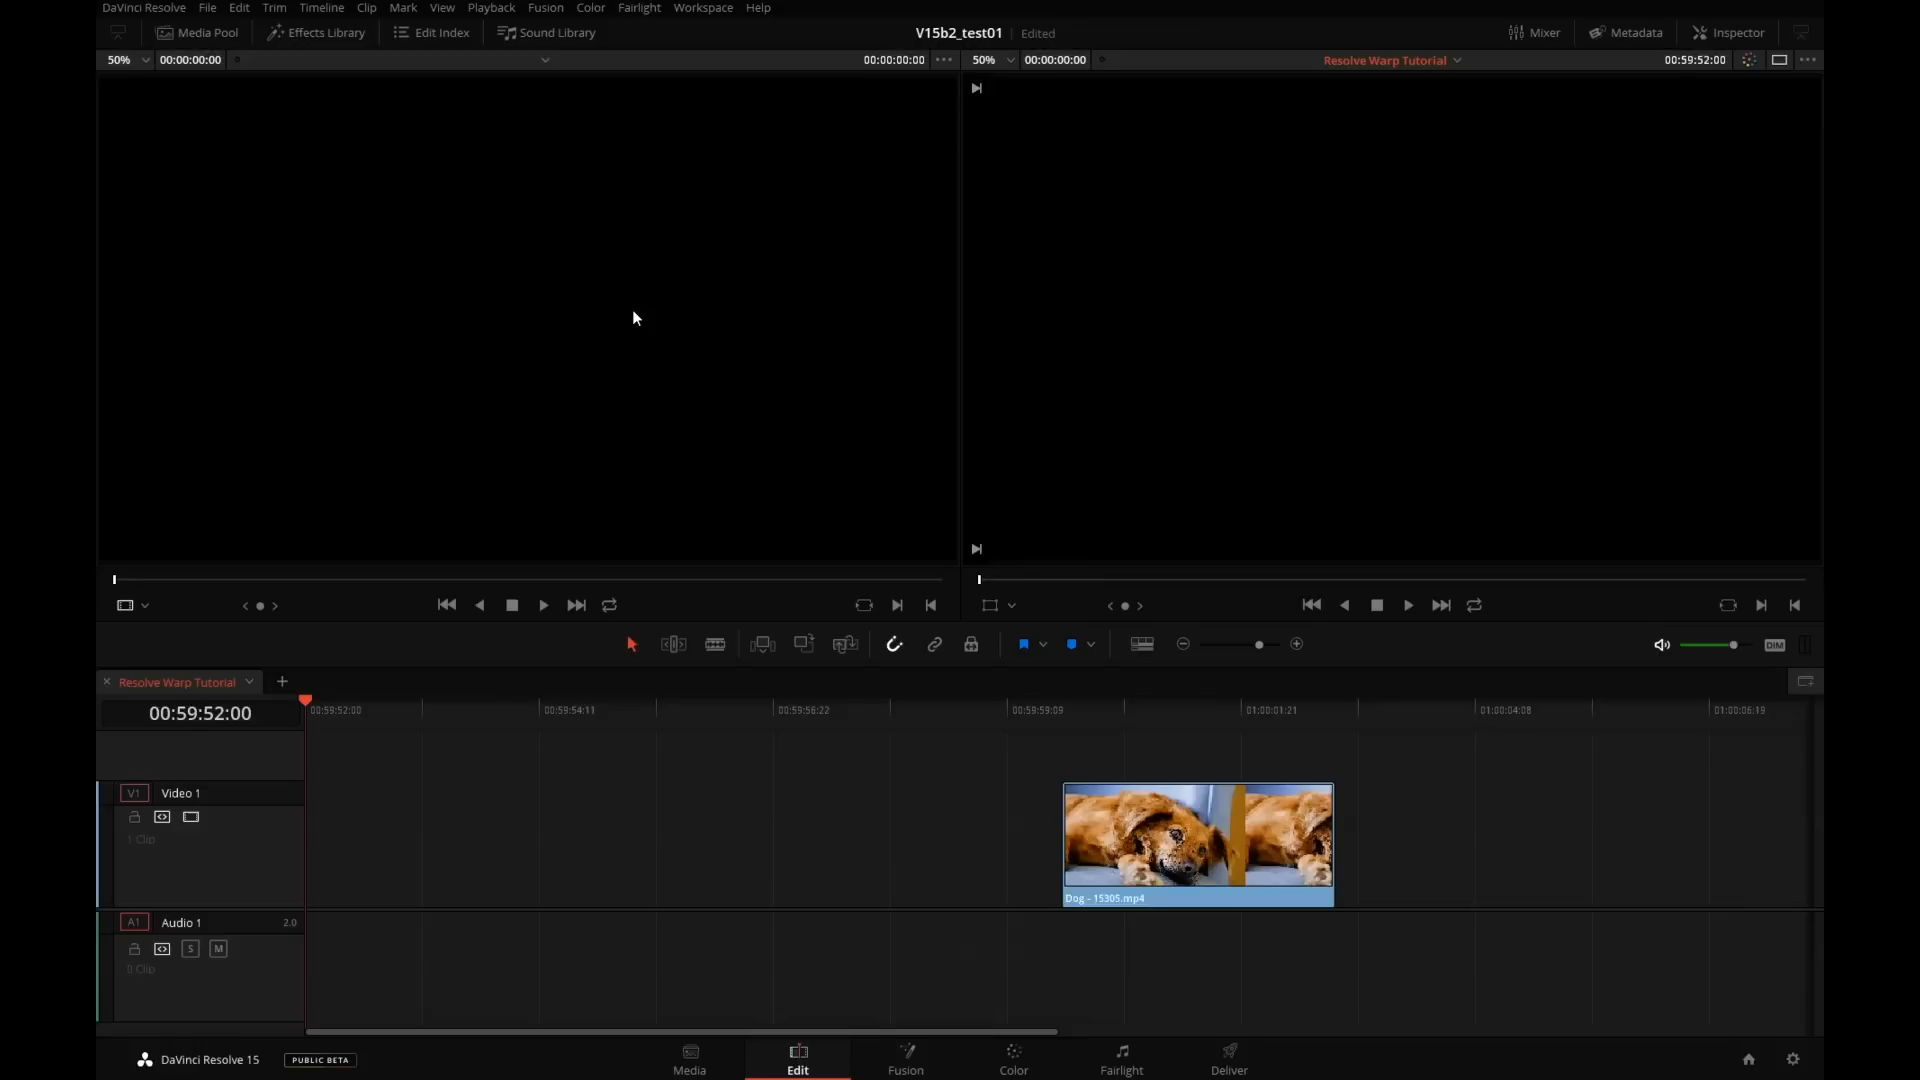 DaVinci Resolve File Edit Trim Timeline Clip Mark View Playback Fusion Color Fairlight Workspace Help
Media Pool Effects Library Edit Index Sound Library V15b2_test01 Edited Mixer Metadata Inspector
50% 00:00:00:00 00:00:00:00 50% 00:00:00:00 Resolve Warp Tutorial 00:59:52:00
DIM
Resolve Warp Tutorial
00:59:52:00 00:59:52:00 00:59:54:11 00:59:56:22 00:59:59:09 01:00:01:21 01:00:04:08 01:00:06:19
V1 Video 1
1 Clip
Dog - 15305.mp4
A1 Audio 1 2.0
S M
0 Clip
DaVinci Resolve 15 PUBLIC BETA
Media Edit Fusion Color Fairlight Deliver